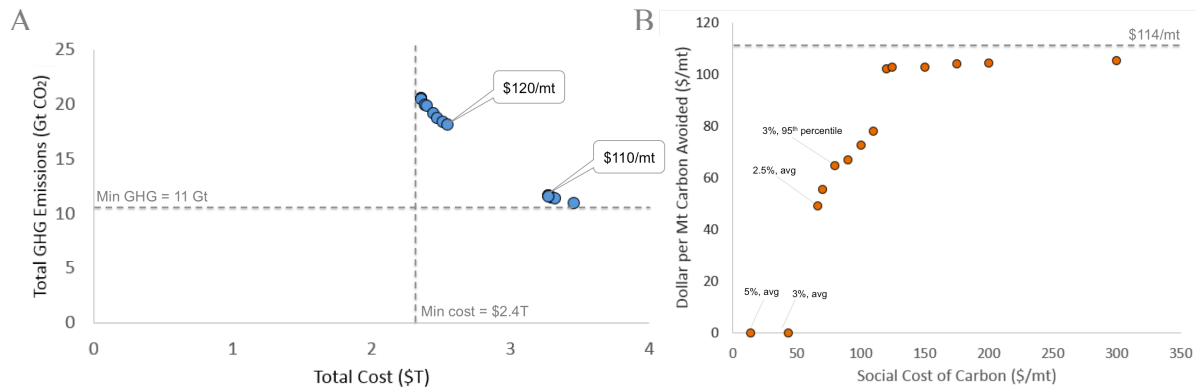 A
Total GHG Emissions (Gt CO2)
25
20
15
10
5
0
$120/mt
$110/mt
Min GHG = 11 Gt
Min cost = $2.4T
0
1
2
3
4
Total Cost ($T)
B
Dollar per Mt Carbon Avoided ($/mt)
120
100
80
60
40
20
0
$114/mt
3%, 95th percentile
2.5%, avg
5%, avg
3%, avg
0
50
100
150
200
250
300
350
Social Cost of Carbon ($/mt)